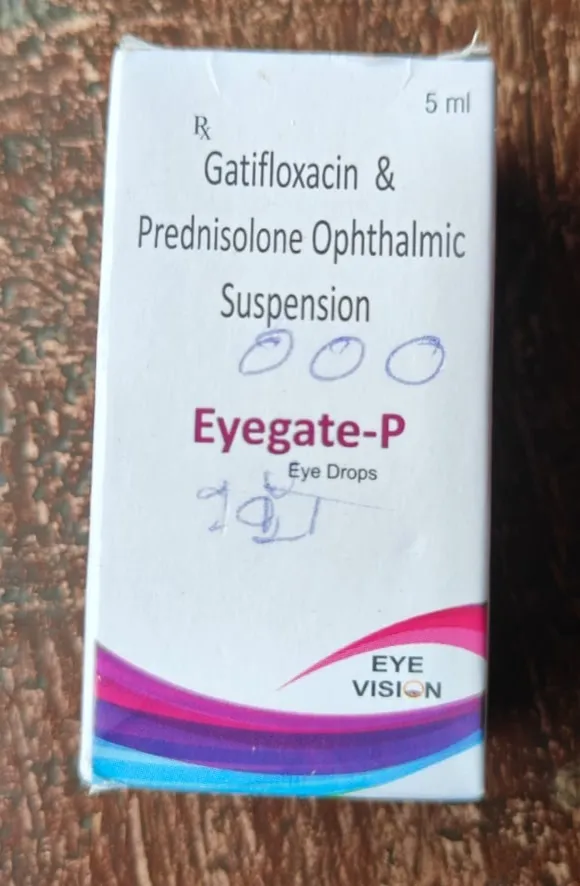 5 ml
Rx
Gatifloxacin &
Prednisolone Ophthalmic
Suspension
Eyegate-P
Eye Drops
EYE
VISION